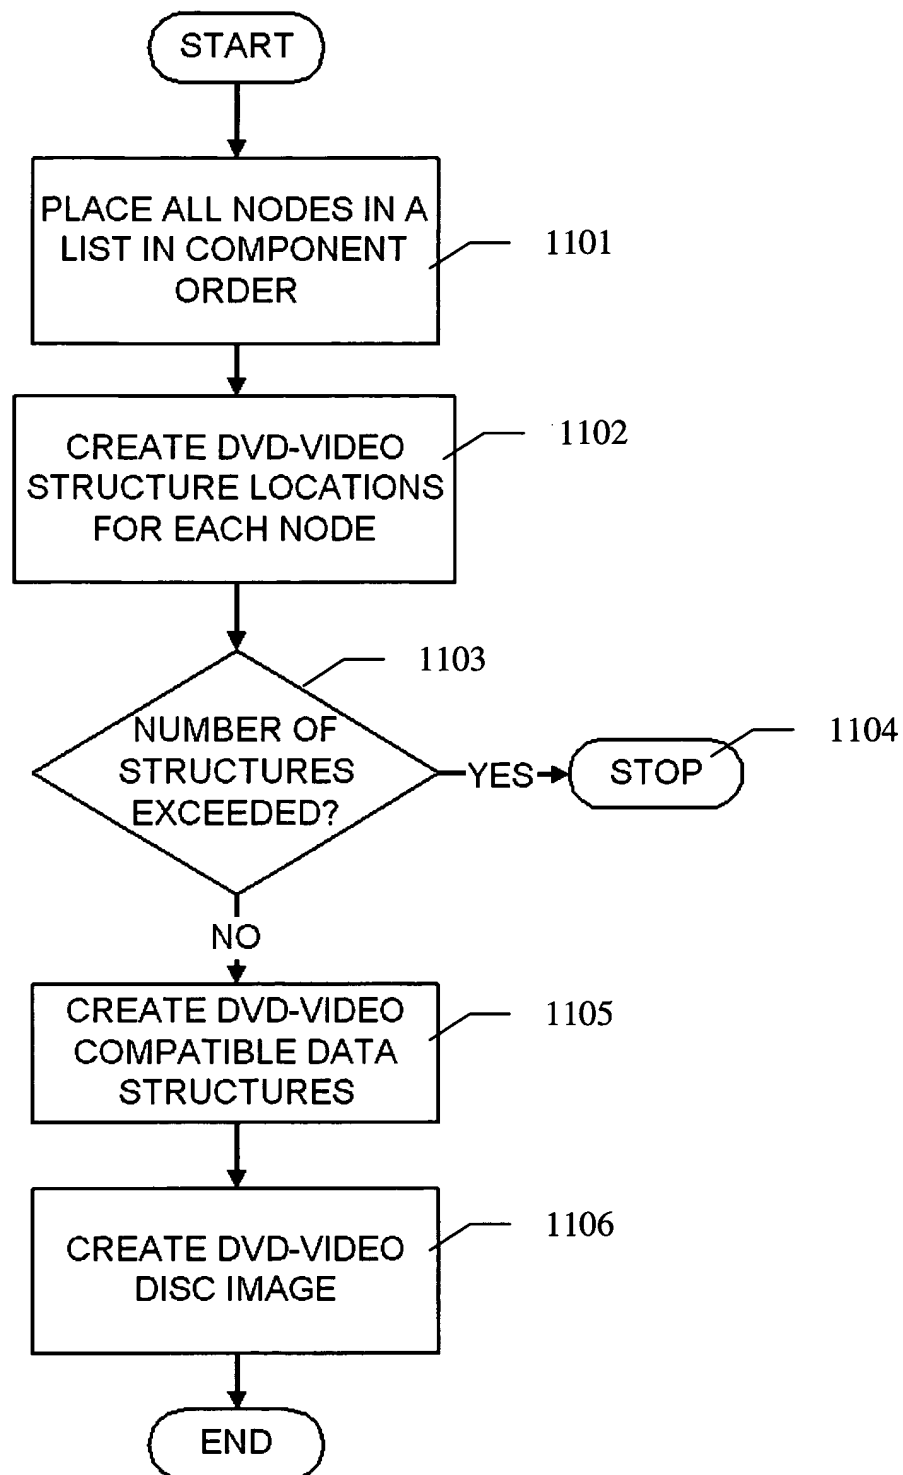 START
PLACE ALL NODES IN A
LIST IN COMPONENT
ORDER
1101
CREATE DVD-VIDEO
STRUCTURE LOCATIONS
FOR EACH NODE
1102
1103
NUMBER OF
STRUCTURES
EXCEEDED?
YES
STOP
1104
NO
CREATE DVD-VIDEO
COMPATIBLE DATA
STRUCTURES
1105
CREATE DVD-VIDEO
DISC IMAGE
1106
END